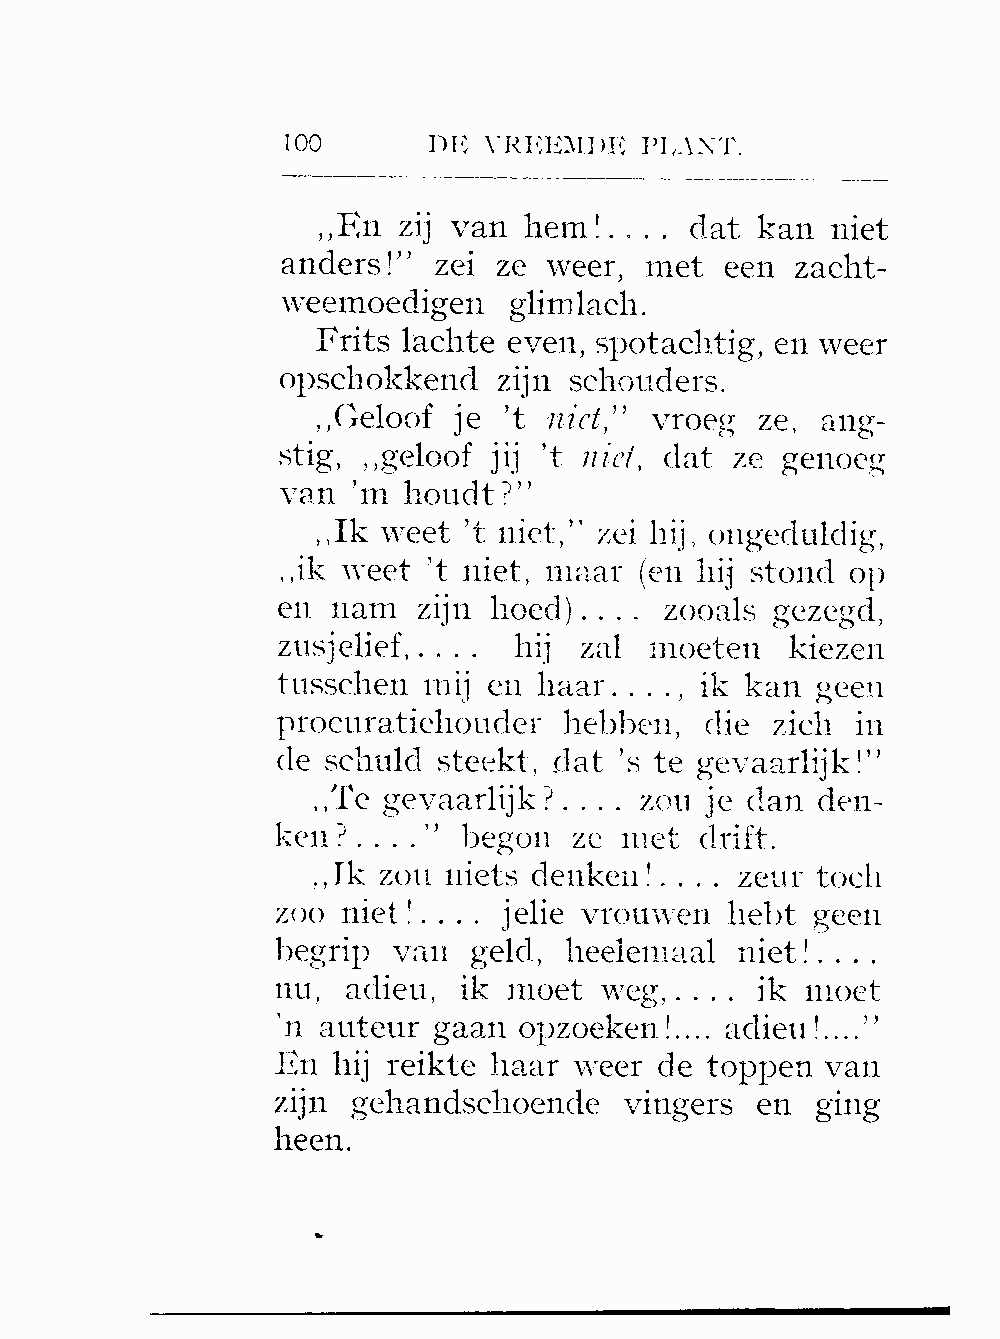 100 DE VREEMDE PLANT.
„En zij van hem!.... dat kan niet
anders!” zei ze weer, met een zacht-
weemoedigen glimlach.
Frits lachte even, spotachtig, en weer
opschokkend zijn schouders.
„Geloof je 't niet,” vroeg ze, ang-
stig, „geloof jij 't niet, dat ze genoeg
van 'm houdt?”
„Ik weet 't niet,” zei hij, ongeduldig,
„ik weet 't niet, maar (en hij stond op
en nam zijn hoed).... zooals gezegd,
zusjelief,.... hij zal moeten kiezen
tusschen mij en haar...., ik kan geen
procuratiehouder hebben, die zich in
de schuld steekt, dat 's te gevaarlijk!”
„Te gevaarlijk?.... zou je dan den-
ken?....” begon ze met drift.
„Ik zou niets denken!.... zeur toch
zoo niet!.... jelie vrouwen hebt geen
begrip van geld, heelemaal niet!....
nu, adieu, ik moet weg,.... ik moet
'n auteur gaan opzoeken!.... adieu!....”
En hij reikte haar weer de toppen van
zijn gehandschoende vingers en ging
heen.